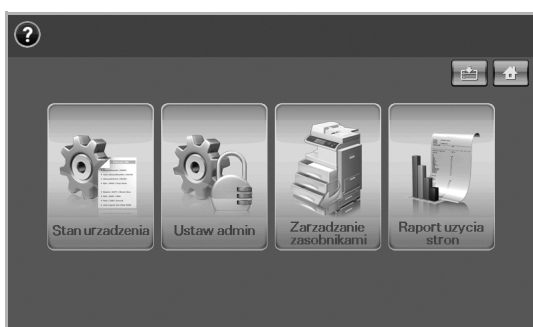 ?
Stan urzadzenia
Ustaw admin
Zarzadzanie
zasobnikami
Raport uzycia
stron